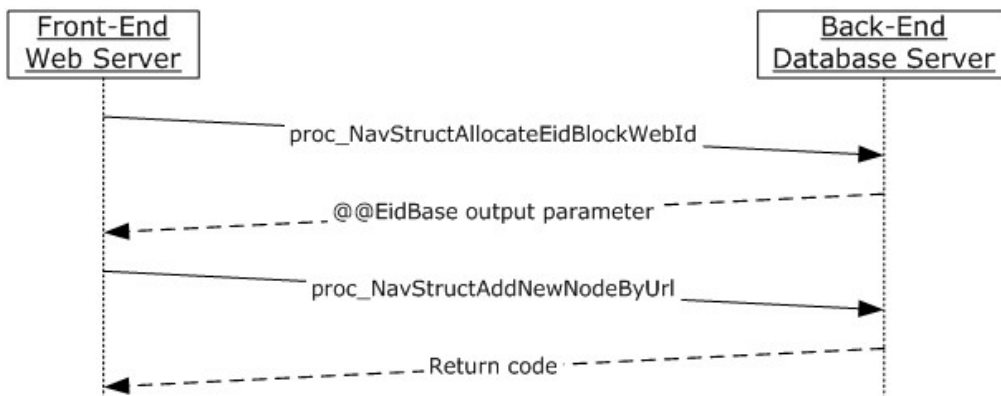 Front-End
Web Server
Back-End
Database Server
proc_NavStructAllocateEidBlockWebId
@@EidBase output parameter
proc_NavStructAddNewNodeByUrl
Return code